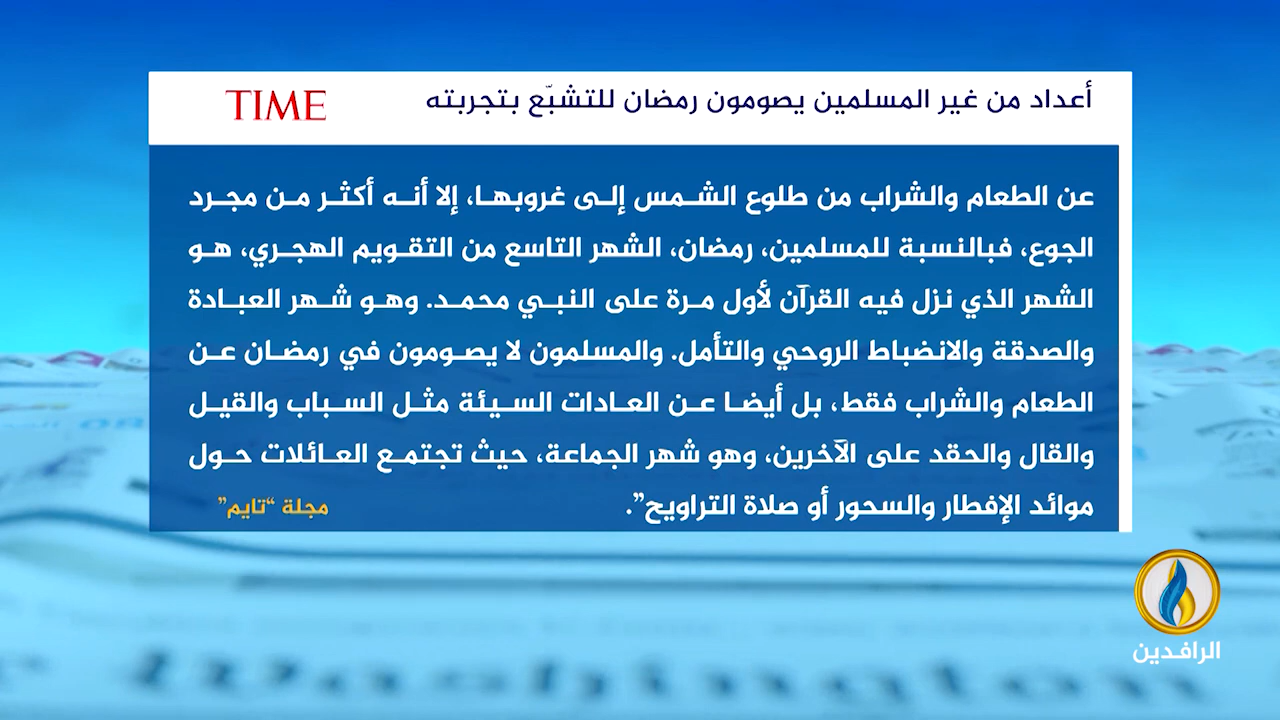 أعداد من غير المسلمين يصومون رمضان للتشبّع بتجربته
TIME
عن الطعام والشراب من طلوع الشمس إلى غروبها، إلا أنه أكثر من مجرد
الجوع، فبالنسبة للمسلمين، رمضان، الشهر التاسع من التقويم الهجري، هو
الشهر الذي نزل فيه القرآن لأول مرة على النبي محمد. وهو شهر العبادة
والصدقة والانضباط الروحي والتأمل. والمسلمون لا يصومون في رمضان عن
الطعام والشراب فقط، بل أيضا عن العادات السيئة مثل السباب والقيل
والقال والحقد على الآخرين، وهو شهر الجماعة، حيث تجتمع العائلات حول
موائد الإفطار والسحور أو صلاة التراويح”.
مجلة “تايم”
الرافدين
Washington